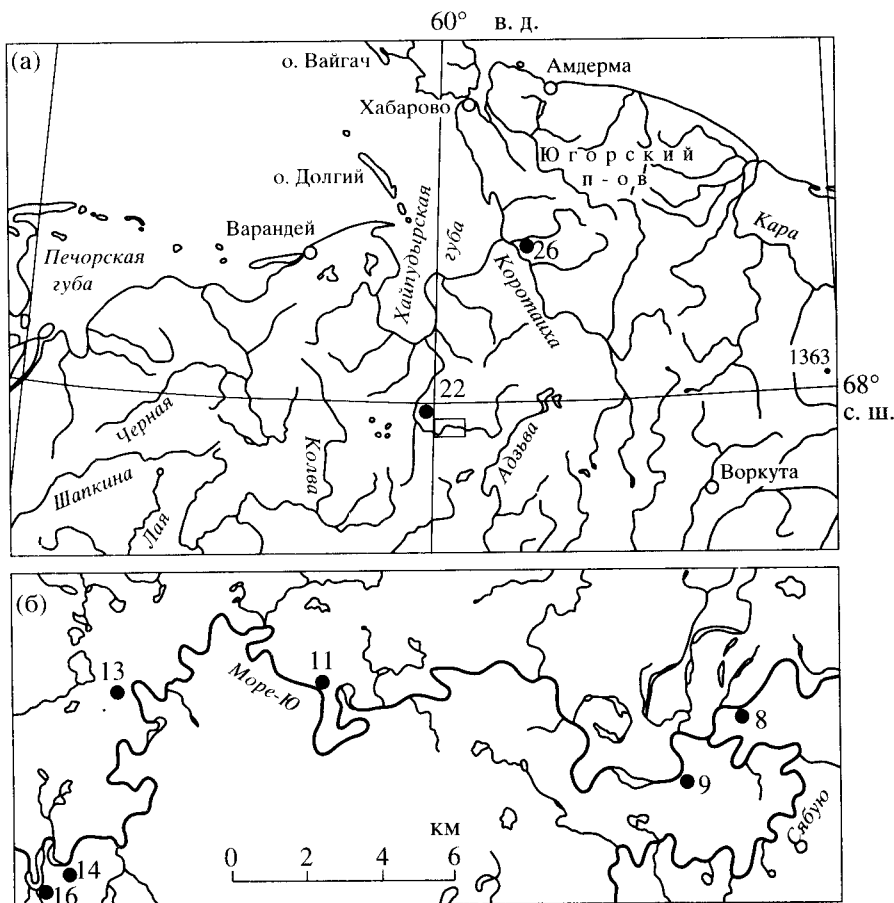 60° в. д.
(а)
о. Вайгач
Амдерма
Хабарово
Югорский
п-ов
о. Долгий
Варандей
Хайпудырская
губа
Печорская
губа
26
Коротаиха
Кара
1363
68°
с. ш.
22
Черная
Колва
Адзьва
Шапкина
Лая
Воркута
(б)
13
11
Море-Ю
8
9
Сябую
км
0 2 4 6
14
16